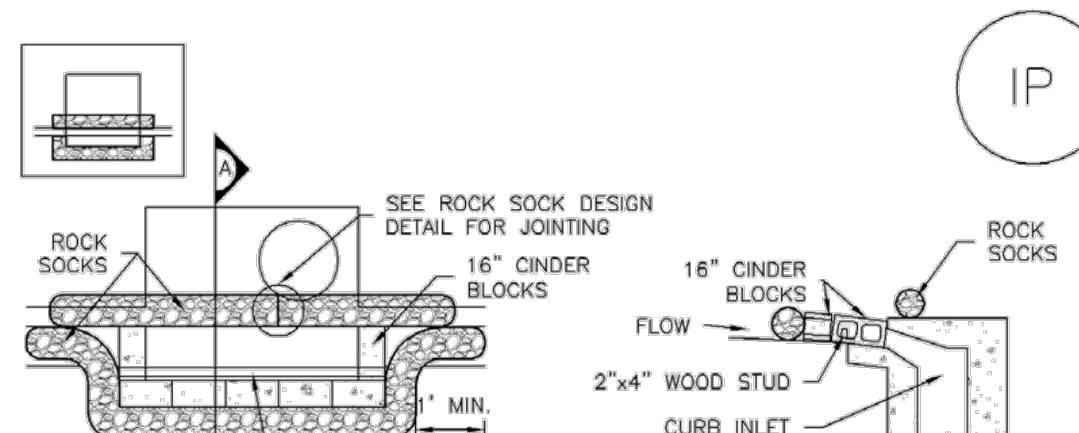 IP
A
SEE ROCK SOCK DESIGN
DETAIL FOR JOINTING
ROCK
SOCKS
16" CINDER
BLOCKS
1" MIN.
ROCK
SOCKS
16" CINDER
BLOCKS
FLOW
2"x4" WOOD STUD
CURB INLET